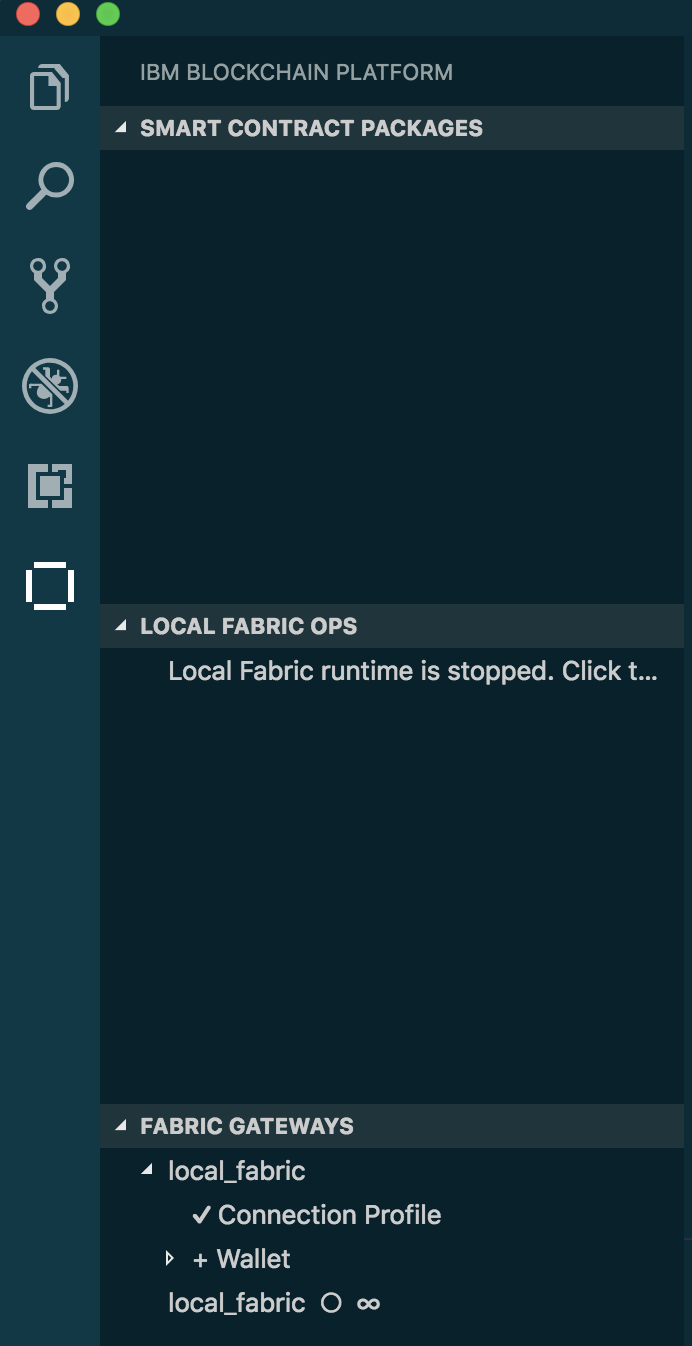 IBM BLOCKCHAIN PLATFORM
SMART CONTRACT PACKAGES
LOCAL FABRIC OPS
Local Fabric runtime is stopped. Click t...
FABRIC GATEWAYS
local_fabric
✓ Connection Profile
+ Wallet
local_fabric ○ ∞